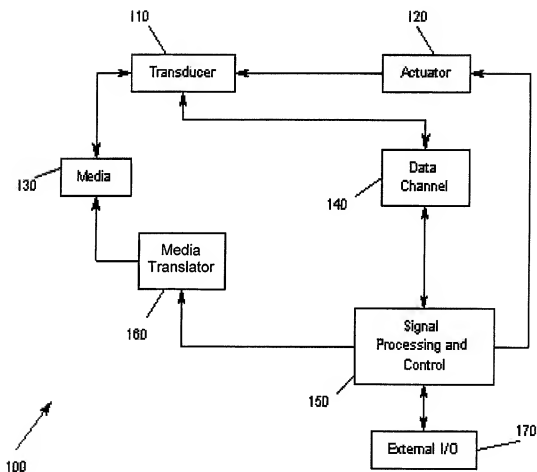 110
120
Transducer
Actuator
130
Media
Data
Channel
140
Media
Translator
160
Signal
Processing and
Control
150
170
External I/O
100